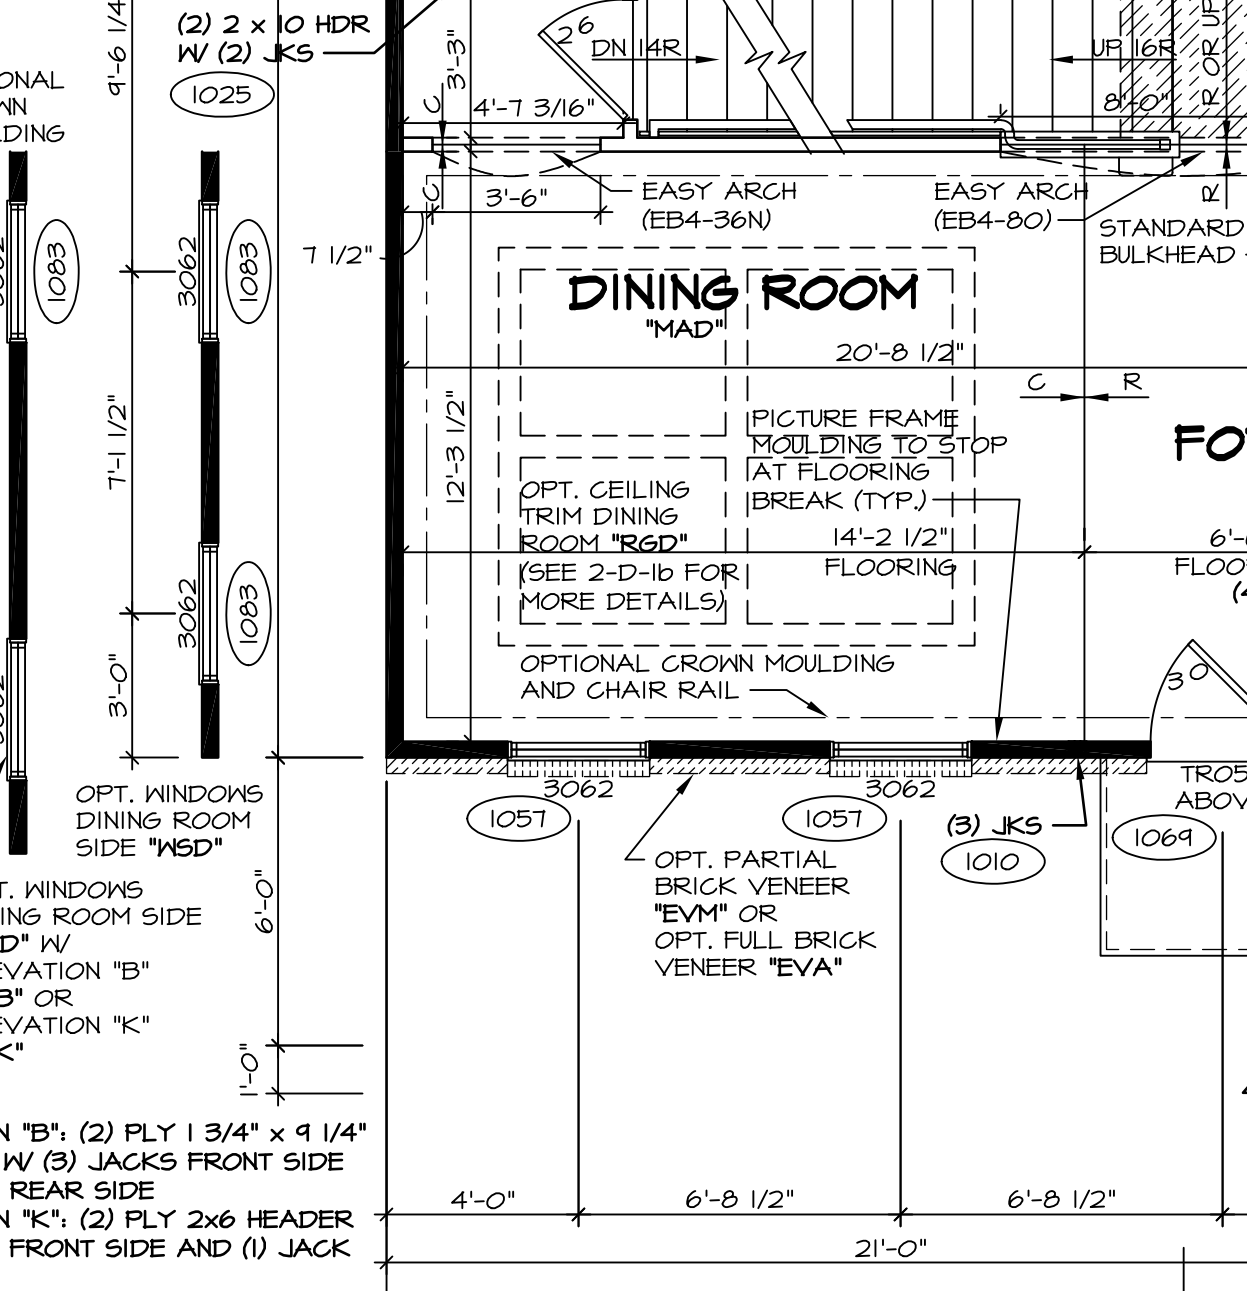 (2) 2 x 10 HDR
W/ (2) JKS
1025
9'-6 1/4
ONAL
WN
LDING
1083
3062
1083
7'-1 1/2"
3062
1083
3'-0"
OPT. WINDOWS
DINING ROOM
SIDE "WSD"
T. WINDOWS
ING ROOM SIDE
D" W/
EVATION "B"
B" OR
EVATION "K"
K"
6'-0"
1'-0"
N "B": (2) PLY 1 3/4" x 9 1/4"
W/ (3) JACKS FRONT SIDE
REAR SIDE
N "K": (2) PLY 2x6 HEADER
FRONT SIDE AND (1) JACK
26
DN 14R
UP 16R
R OR UP
3'-3"
4'-7 3/16"
8'-0"
C
C
R
3'-6"
7 1/2"
EASY ARCH
(EB4-36N)
EASY ARCH
(EB4-80)
STANDARD
BULKHEAD
DINING ROOM
"MAD"
20'-8 1/2"
C R
12'-3 1/2"
PICTURE FRAME
MOULDING TO STOP
AT FLOORING
BREAK (TYP.)
FO
OPT. CEILING
TRIM DINING
ROOM "RGD"
(SEE 2-D-1b FOR
MORE DETAILS)
14'-2 1/2"
FLOORING
6'-
FLOO
(4
OPTIONAL CROWN MOULDING
AND CHAIR RAIL
30
3062
3062
1057
1057
(3) JKS
1010
TR05
ABOV
1069
OPT. PARTIAL
BRICK VENEER
"EVM" OR
OPT. FULL BRICK
VENEER "EVA"
4'-0"
6'-8 1/2"
6'-8 1/2"
21'-0"